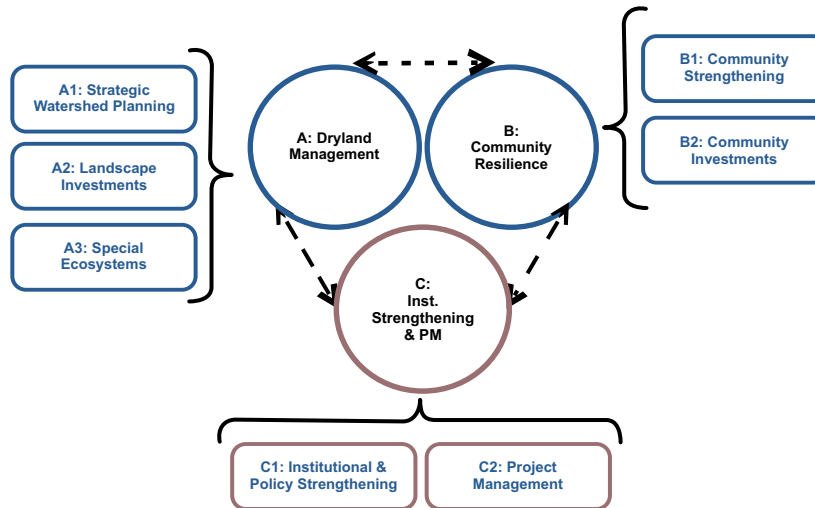 A1: Strategic
Watershed Planning
A2: Landscape
Investments
A3: Special
Ecosystems
A: Dryland
Management
B:
Community
Resilience
B1: Community
Strengthening
B2: Community
Investments
C:
Inst.
Strengthening
& PM
C1: Institutional &
Policy Strengthening
C2: Project
Management